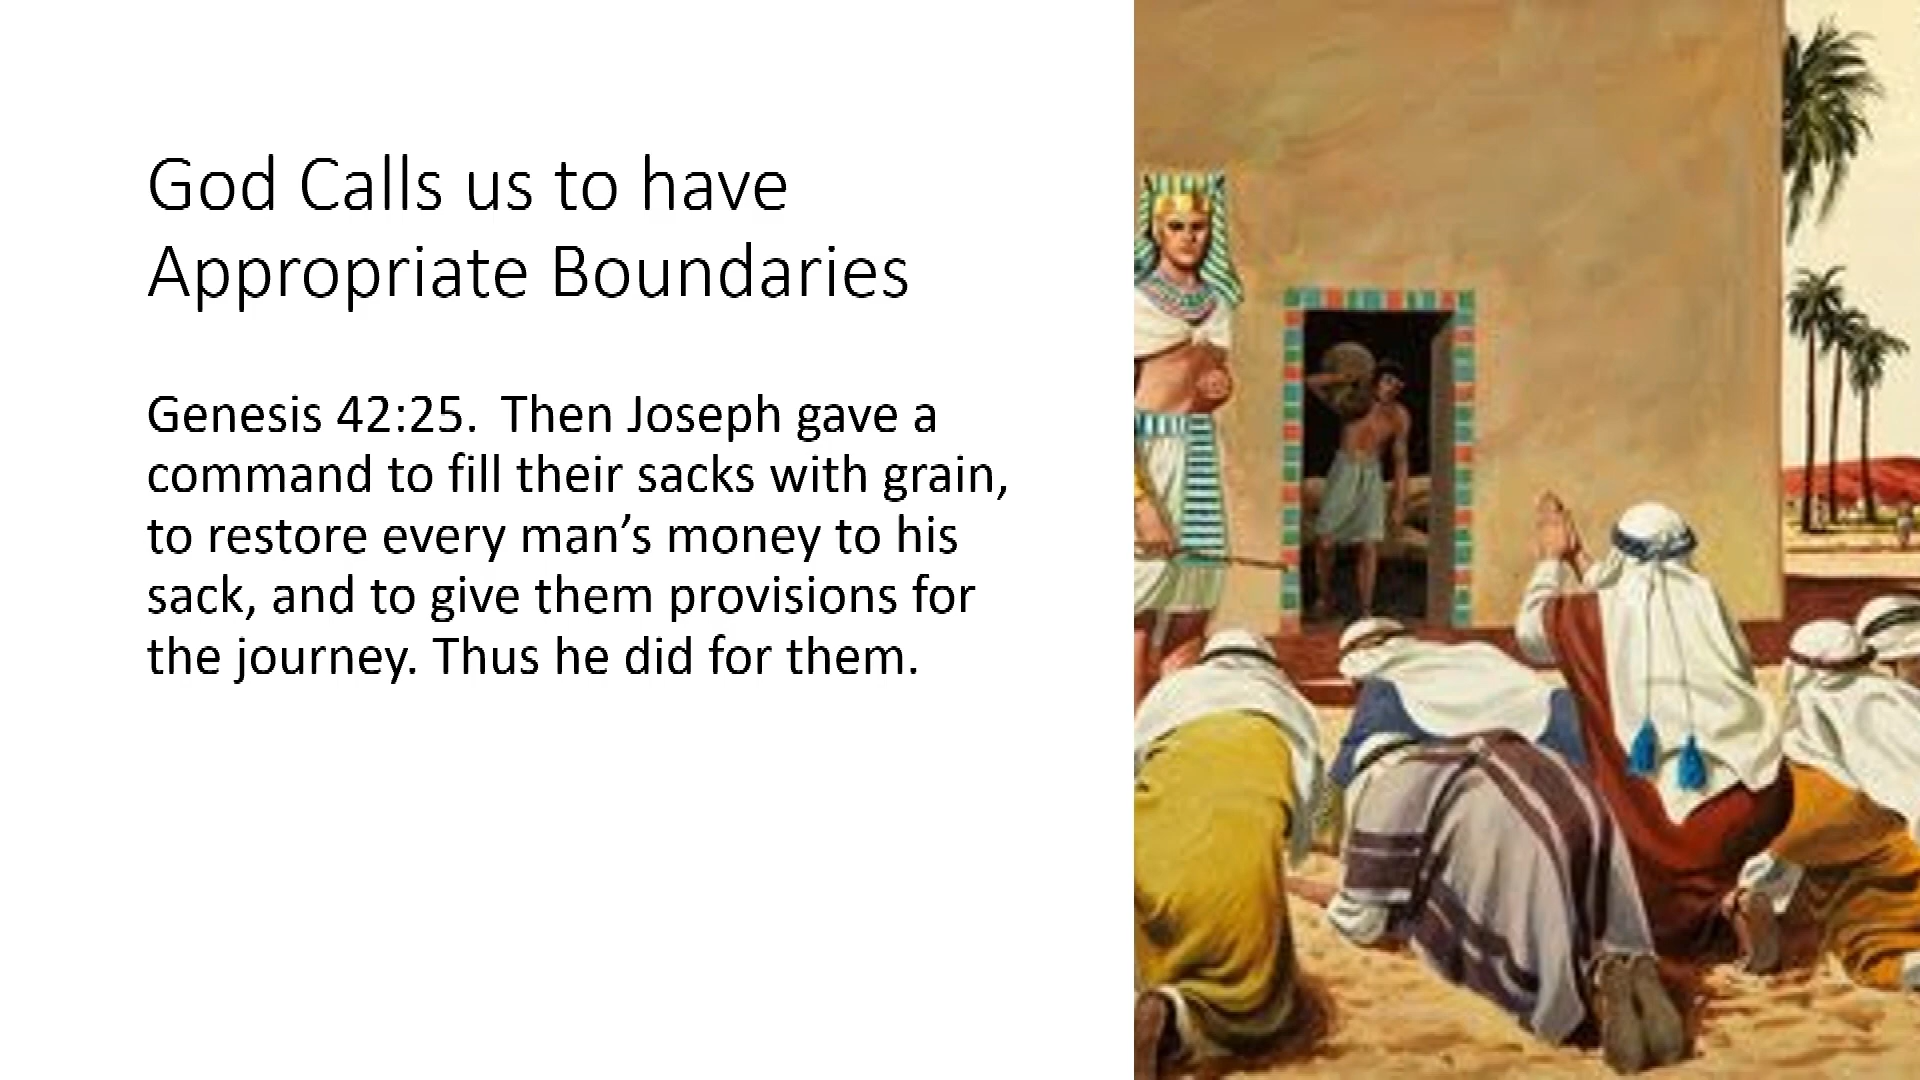 God Calls us to have
Appropriate Boundaries
Genesis 42:25.  Then Joseph gave a
command to fill their sacks with grain,
to restore every man’s money to his
sack, and to give them provisions for
the journey. Thus he did for them.